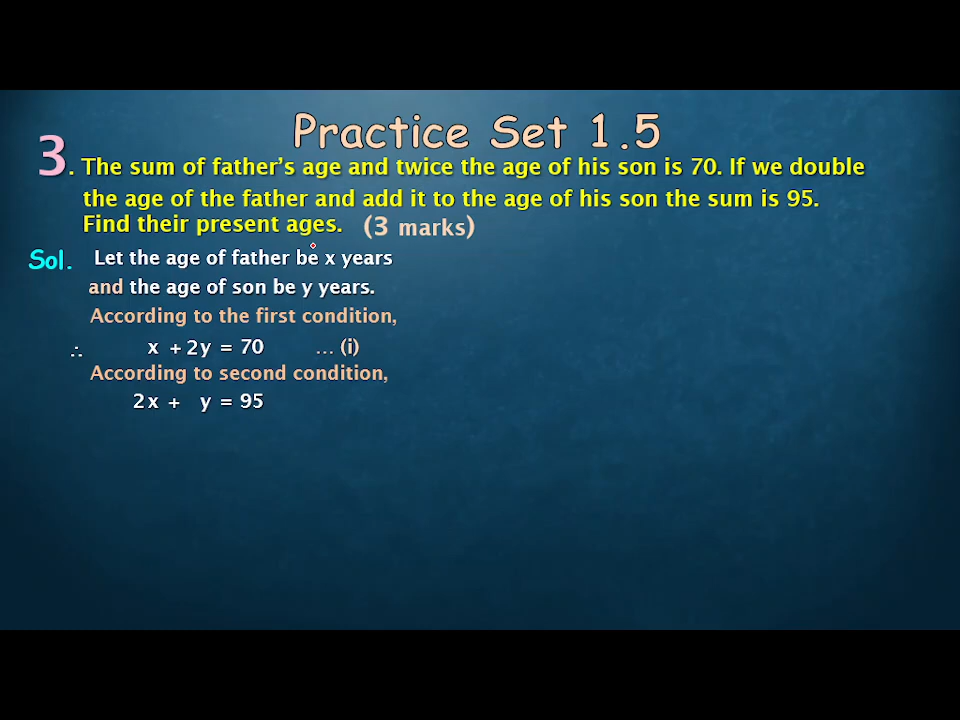 Practice Set 1.5
3. The sum of father's age and twice the age of his son is 70. If we double
the age of the father and add it to the age of his son the sum is 95.
Find their present ages. (3 marks)
Sol. Let the age of father be x years
and the age of son be y years.
According to the first condition,
∴ x + 2y = 70 ... (i)
According to second condition,
2x + y = 95